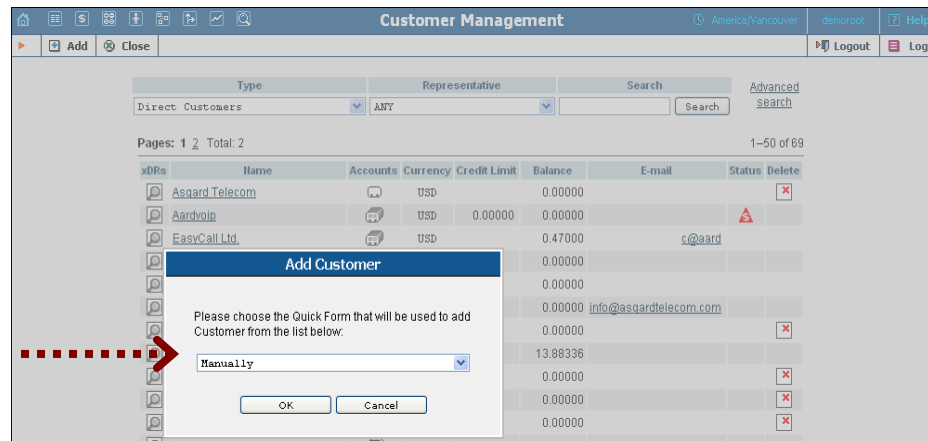 Customer Management
America/Vancouver
demoroot
? Help
Add
Close
Logout
Log
Type
Representative
Search
Advanced search
Direct Customers
ANY
Search
Pages: 1 2 Total: 2
1–50 of 69
xDRs Name Accounts Currency Credit Limit Balance E-mail Status Delete
Asgard Telecom USD 0.00000
Aardvoip USD 0.00000 0.00000
EasyCall Ltd. USD 0.47000 c@aard
0.00000
0.00000
0.00000 info@asgardtelecom.com
0.00000
13.88336
0.00000
0.00000
0.00000
Add Customer
Please choose the Quick Form that will be used to add
Customer from the list below:
Manually
OK
Cancel